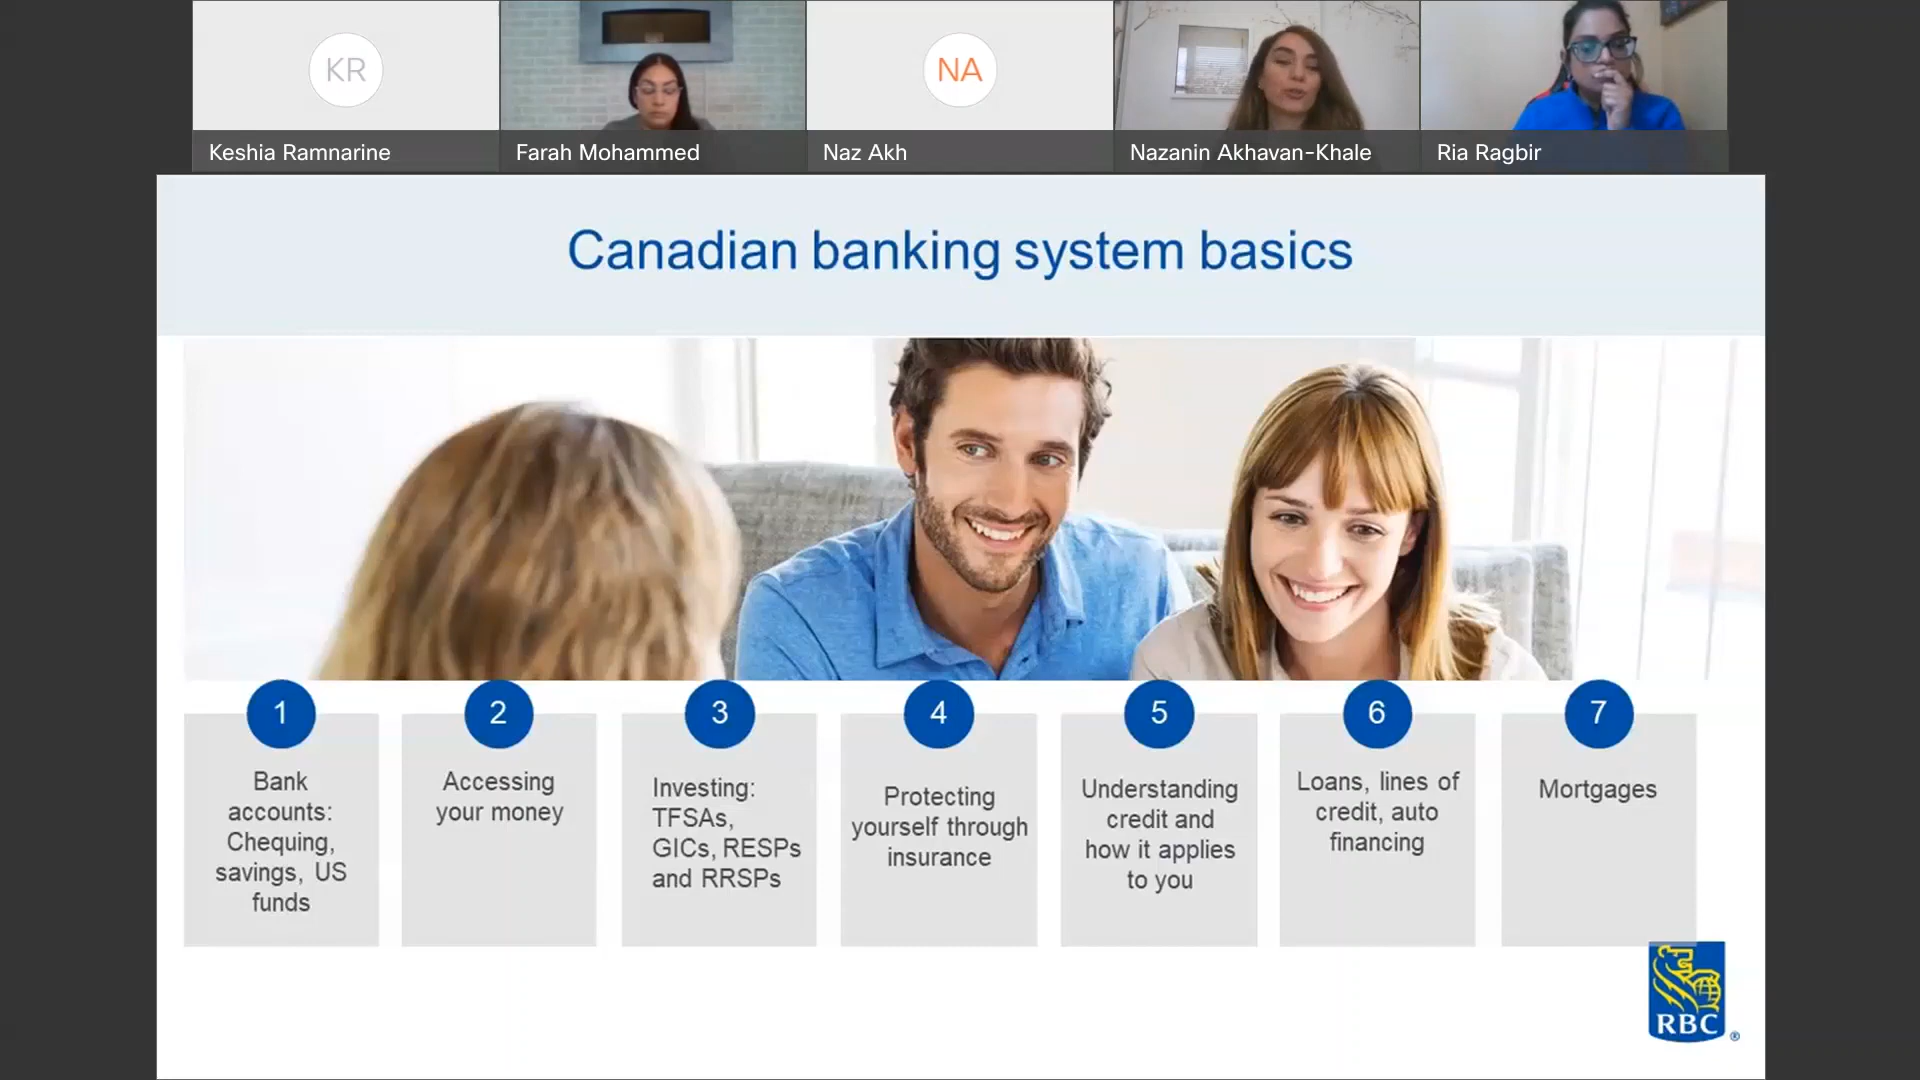 KR
NA
Keshia Ramnarine
Farah Mohammed
Naz Akh
Nazanin Akhavan-Khale
Ria Ragbir
Canadian banking system basics
1
Bank
accounts:
Chequing,
savings, US
funds
2
Accessing
your money
3
Investing:
TFSAs,
GICs, RESPs
and RRSPs
4
Protecting
yourself through
insurance
5
Understanding
credit and
how it applies
to you
6
Loans, lines of
credit, auto
financing
7
Mortgages
RBC
®